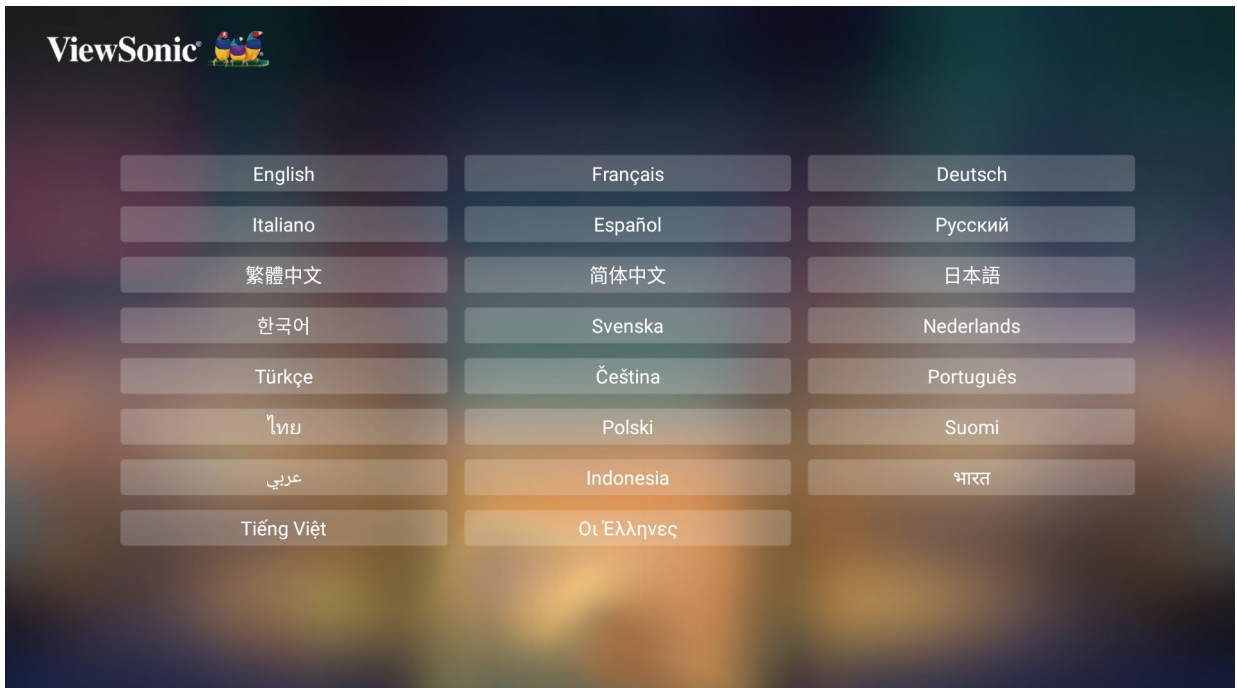 ViewSonic®
English Français Deutsch
Italiano Español Русский
繁體中文 简体中文 日本語
한국어 Svenska Nederlands
Türkçe Čeština Português
ไทย Polski Suomi
عربي Indonesia भारत
Tiếng Việt Οι Έλληνες